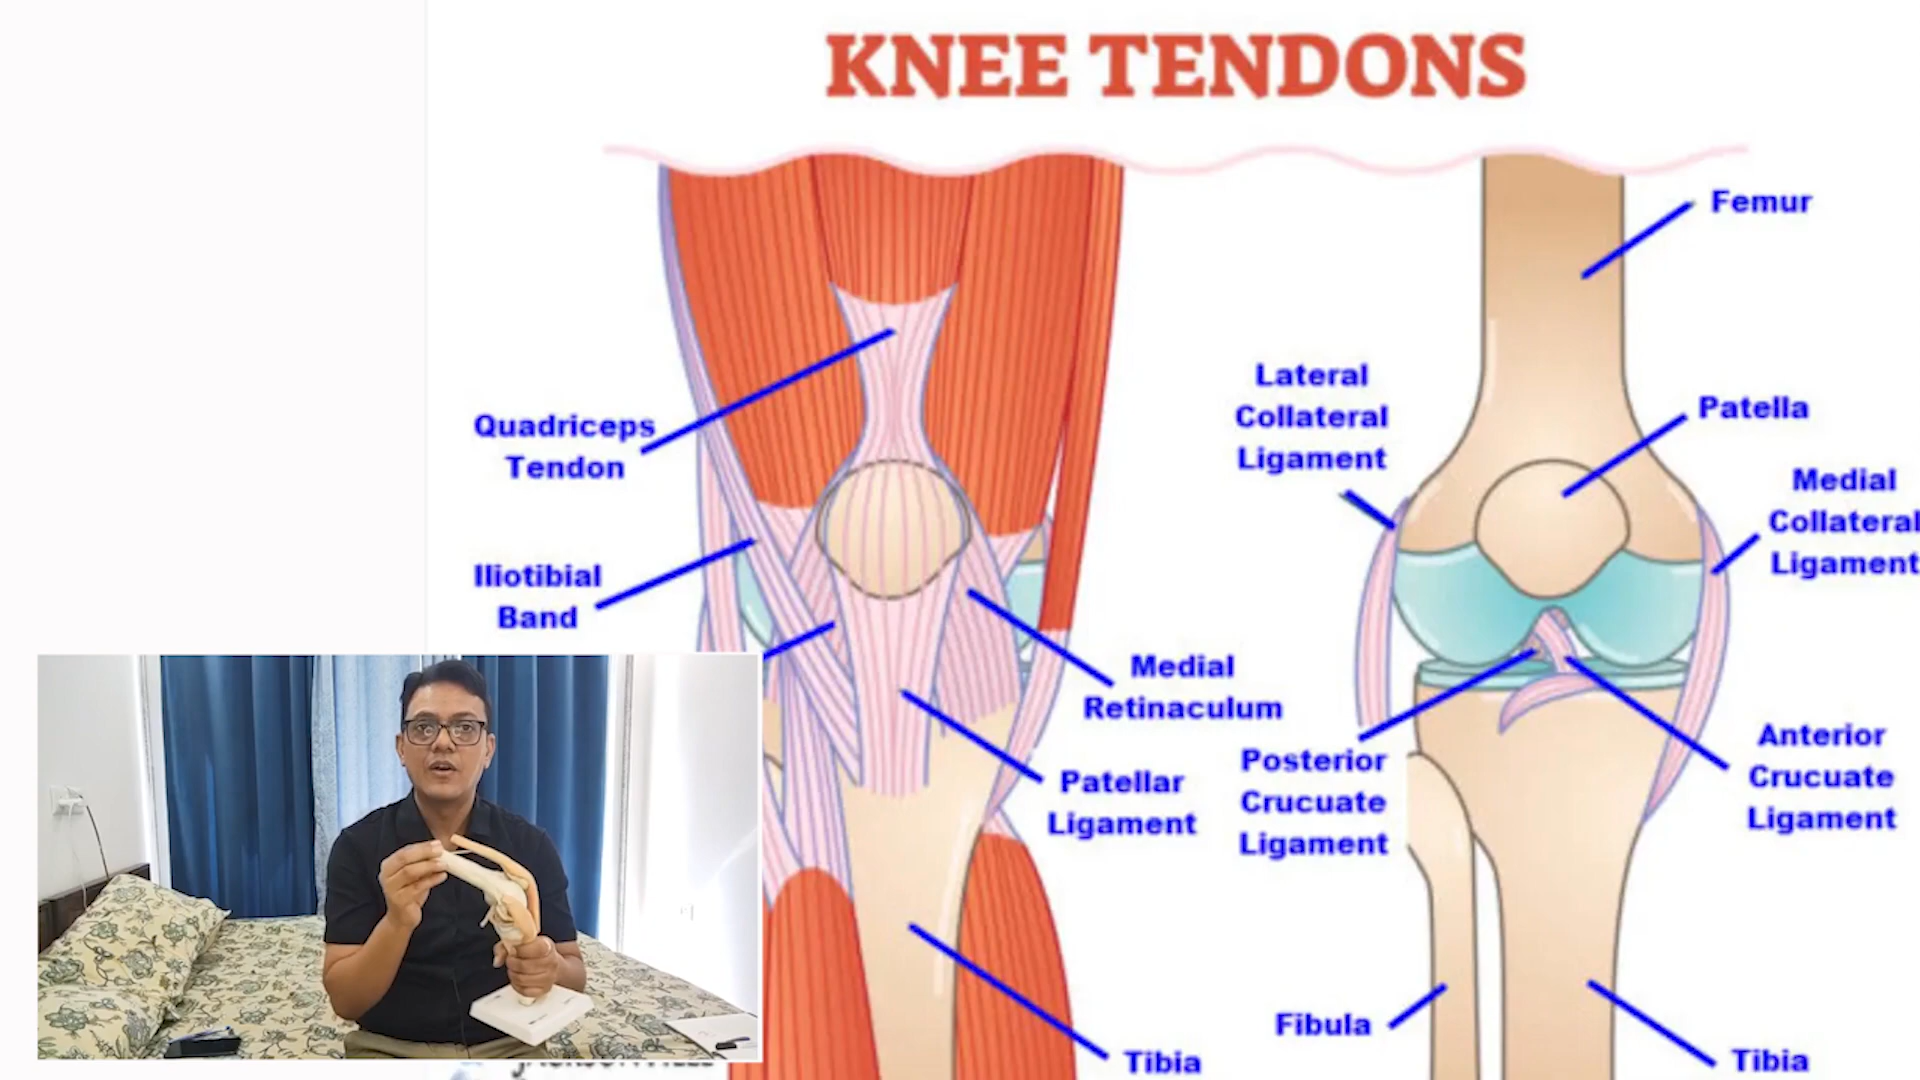 KNEE TENDONS
Quadriceps
Tendon
Iliotibial
Band
Medial
Retinaculum
Patellar
Ligament
Tibia
Femur
Lateral
Collateral
Ligament
Patella
Medial
Collateral
Ligament
Posterior
Crucuate
Ligament
Anterior
Crucuate
Ligament
Fibula
Tibia